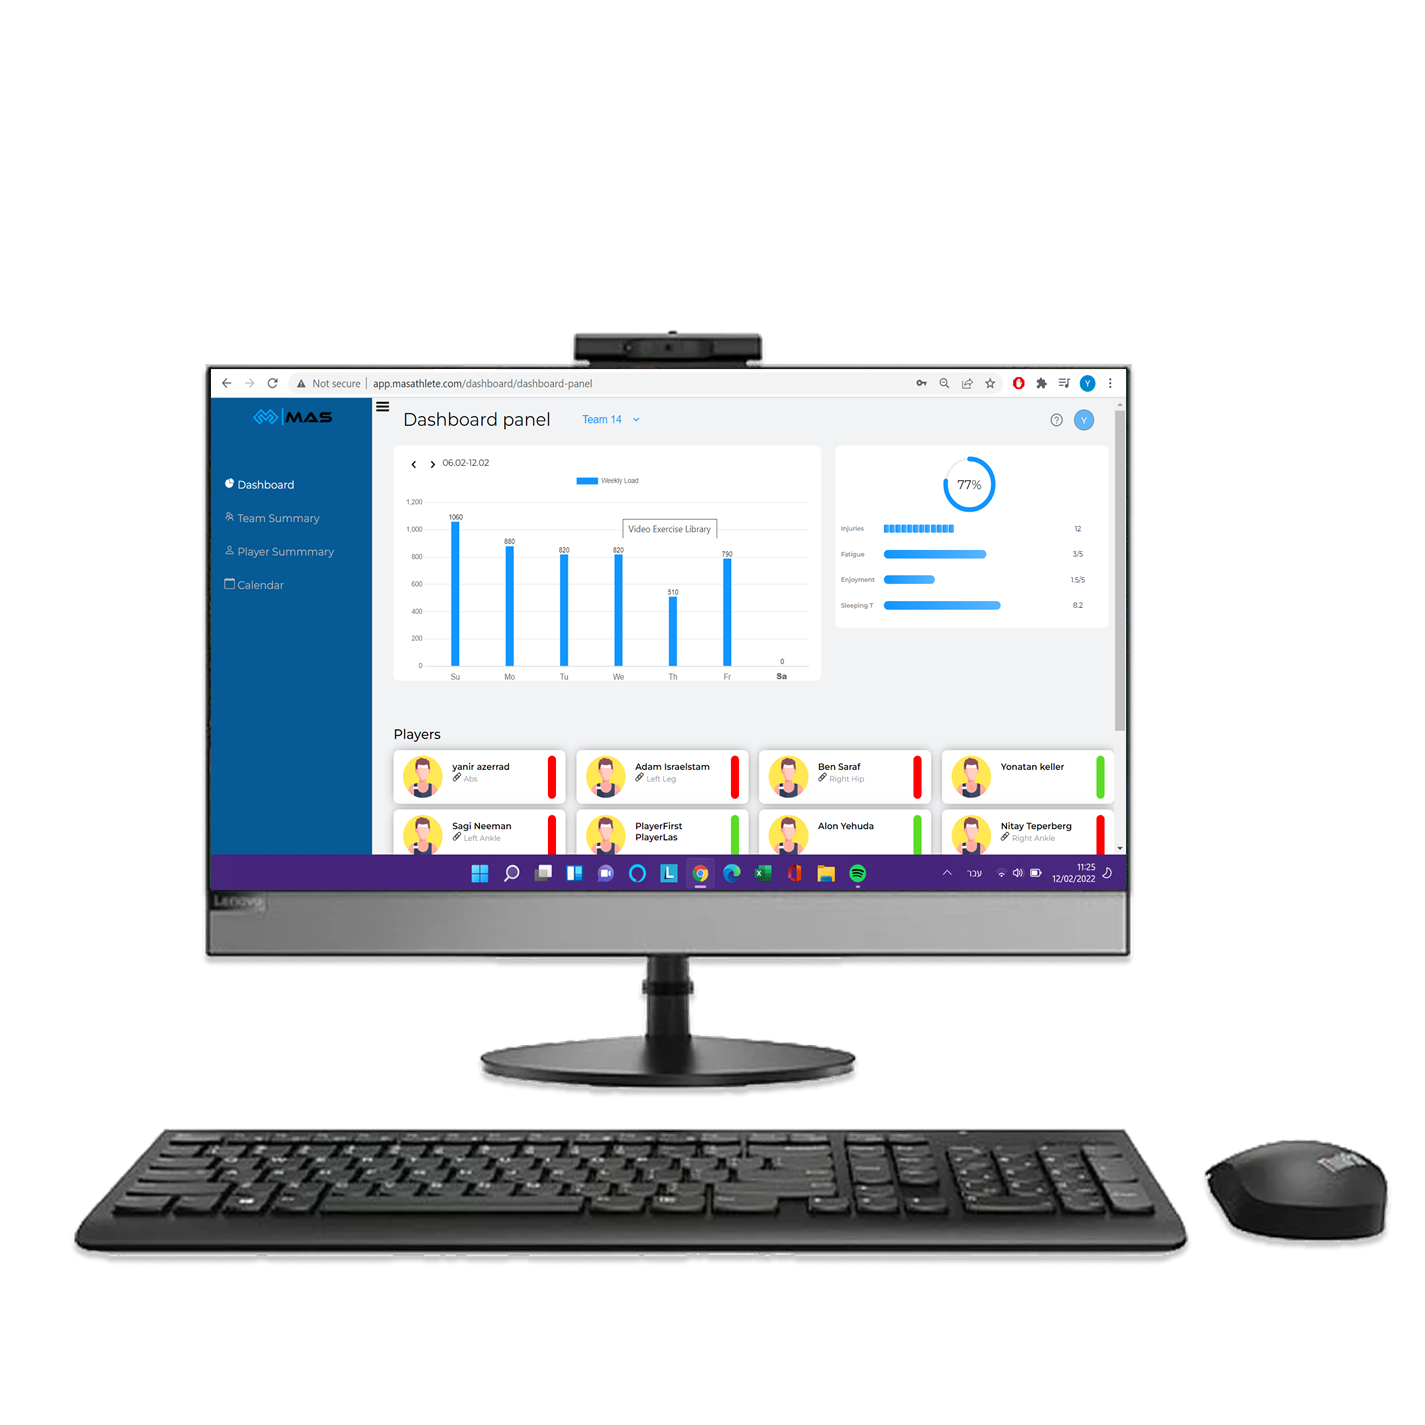 Not secure | app.masathlete.com/dashboard/dashboard-panel
Y
MAS
Dashboard
Team Summary
Player Summmary
Calendar
Dashboard panel
Team 14
?
Y
06.02-12.02
Weekly Load
1,200
1,000
800
600
400
200
0
1060
880
820
820
510
790
0
Video Exercise Library
Su Mo Tu We Th Fr Sa
77%
Injuries 12
Fatigue 3/5
Enjoyment 1.5/5
Sleeping T 8.2
Players
yanir azerrad
Abs
Adam Israelstam
Left Leg
Ben Saraf
Right Hip
Yonatan keller
Sagi Neeman
Left Ankle
PlayerFirst
PlayerLas
Alon Yehuda
Nitay Teperberg
Right Ankle
L
עבר
11:25
12/02/2022
Lenovo